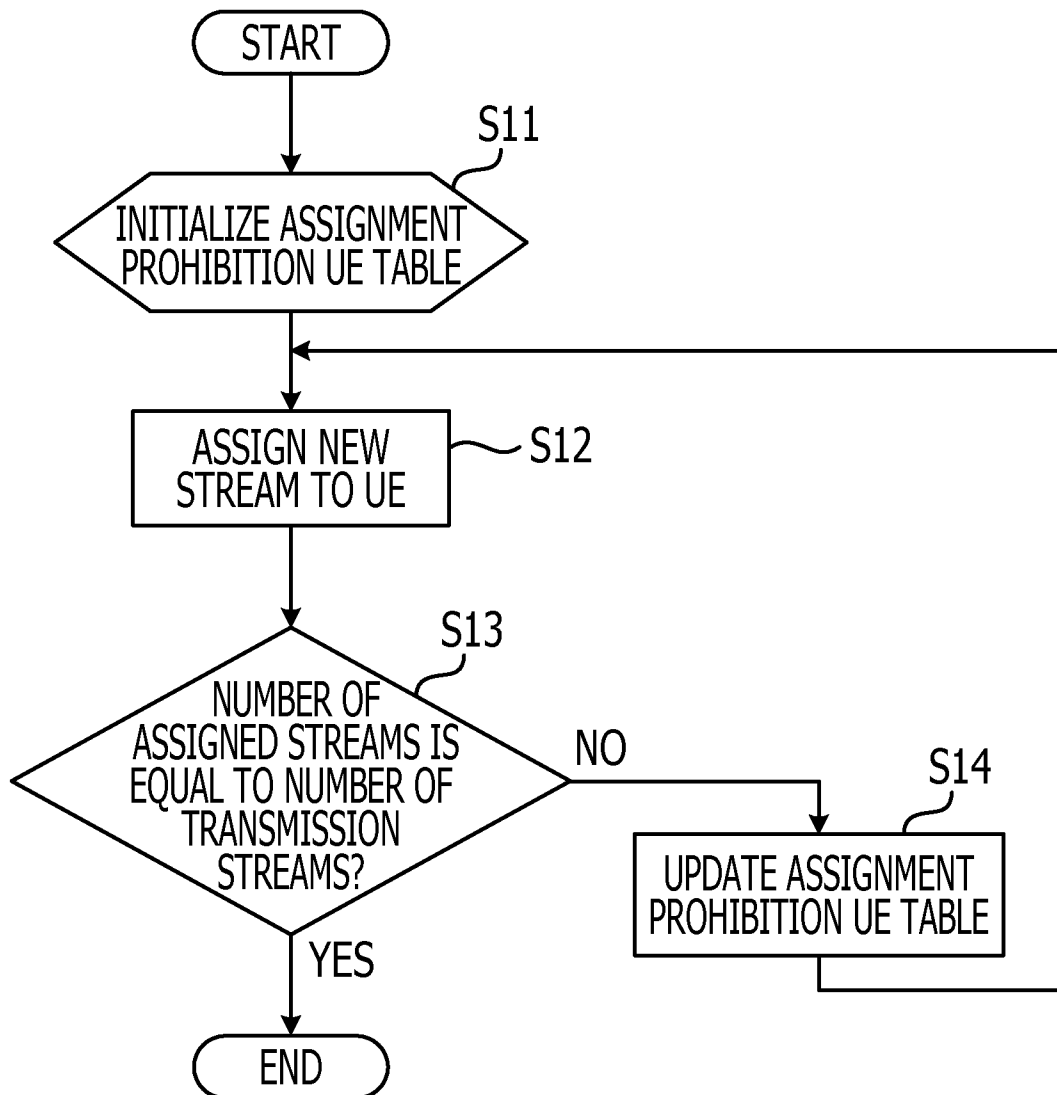 START
S11
INITIALIZE ASSIGNMENT
PROHIBITION UE TABLE
ASSIGN NEW
STREAM TO UE
S12
S13
NUMBER OF
ASSIGNED STREAMS IS
EQUAL TO NUMBER OF
TRANSMISSION
STREAMS?
NO
S14
UPDATE ASSIGNMENT
PROHIBITION UE TABLE
YES
END